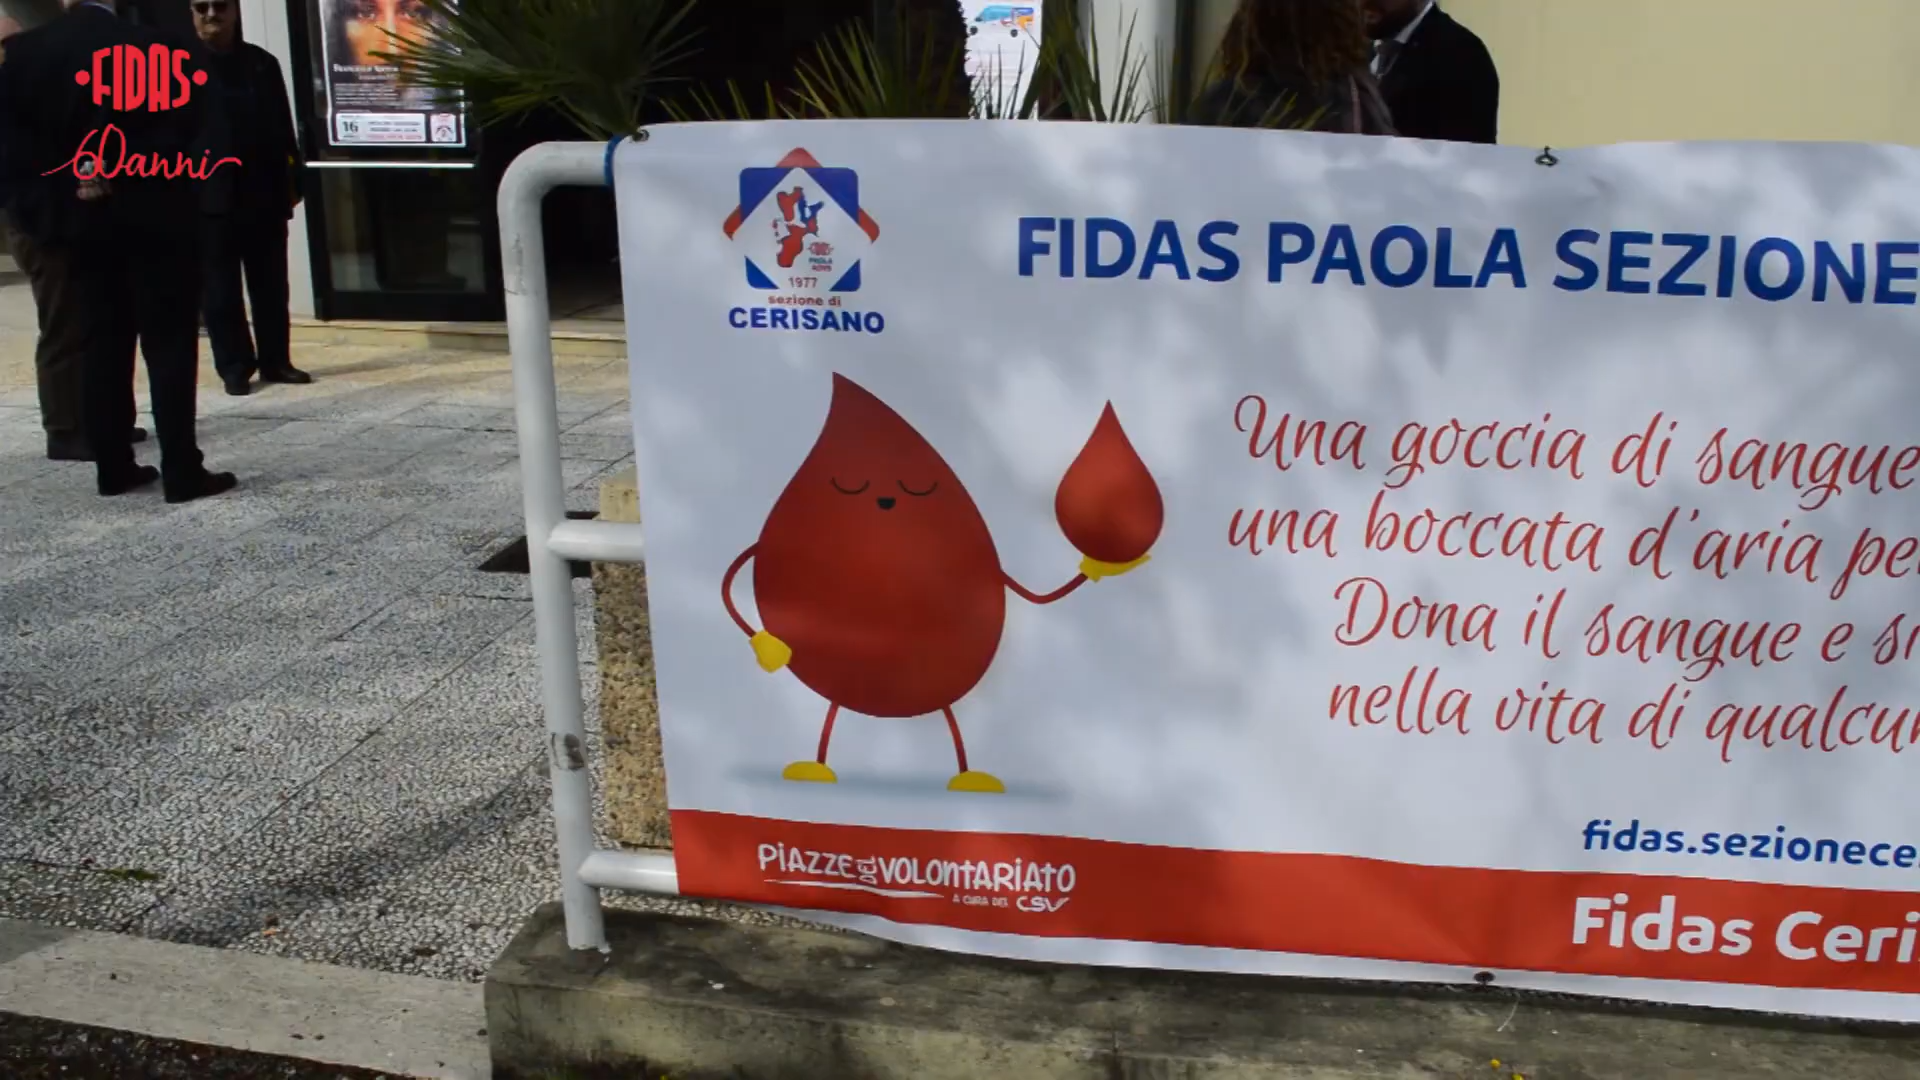 FIDAS
60anni
16
1977
sezione di
CERISANO
FIDAS PAOLA SEZIONE
Una goccia di sangue
una boccata d'aria pe
Dona il sangue e s
nella vita di qualcu
fidas.sezionece
PIAZZE DEL VOLONTARIATO
A CURA DEL CSV
Fidas Ceri